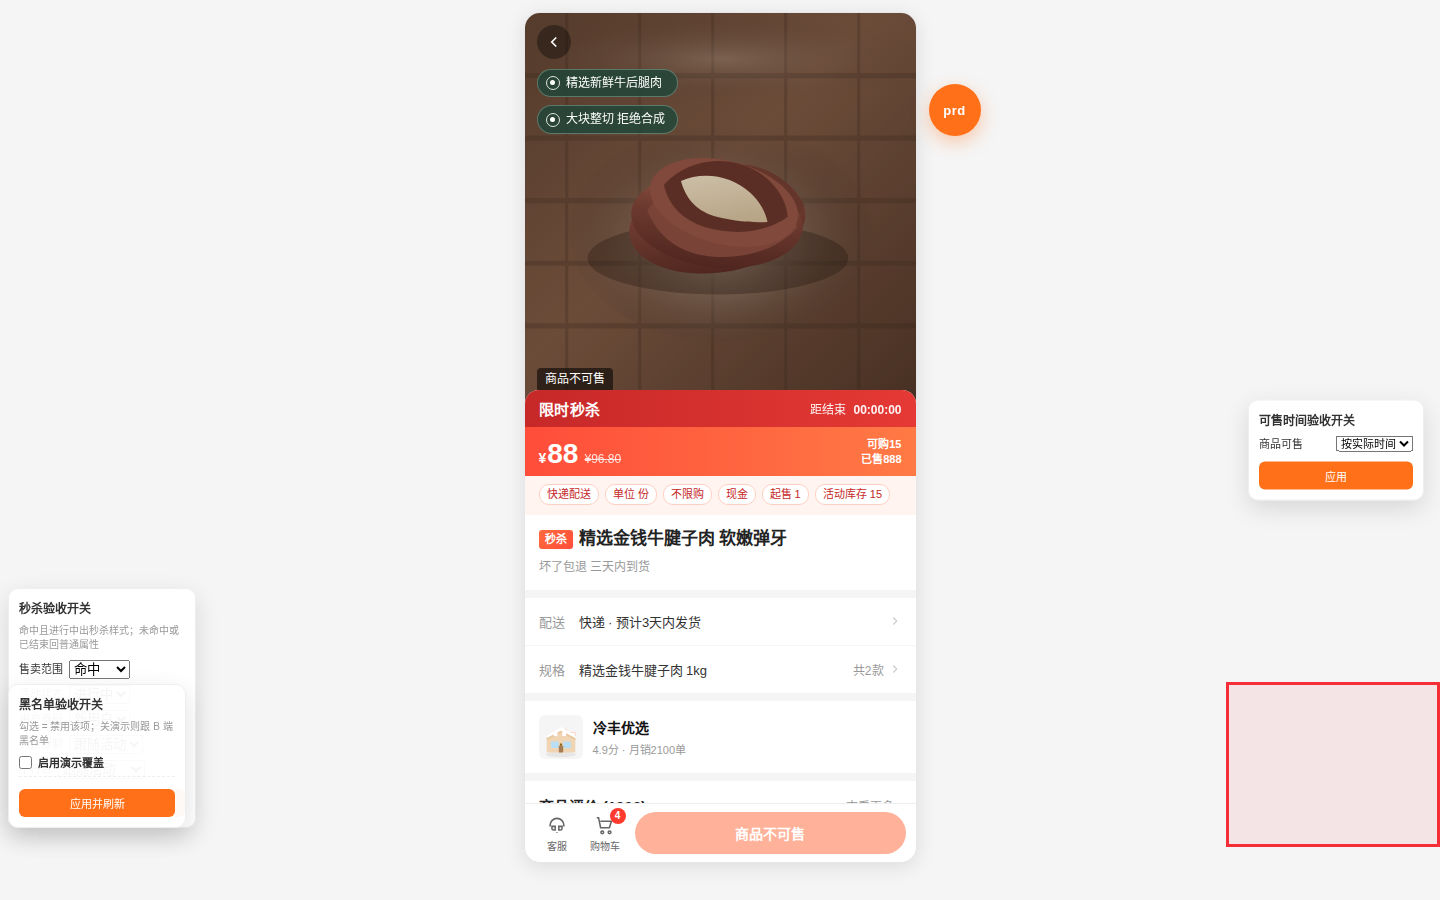 精选新鲜牛后腿肉
大块整切 拒绝合成
prd
商品不可售
限时秒杀
距结束 00:00:00
¥88 ¥96.80
可购15
已售888
快递配送 单位 份 不限购 现金 起售 1 活动库存 15
秒杀 精选金钱牛腱子肉 软嫩弹牙
坏了包退 三天内到货
配送 快递 · 预计3天内发货
规格 精选金钱牛腱子肉 1kg 共2款
冷丰优选
4.9分 · 月销2100单
客服
购物车
4
商品不可售
可售时间验收开关
商品可售 按实际时间
应用
秒杀验收开关
命中且进行中出秒杀样式；未命中或
已结束回普通属性
售卖范围 命中
黑名单验收开关
勾选 = 禁用该项；关演示则跟 B 端
黑名单
启用演示覆盖
应用并刷新